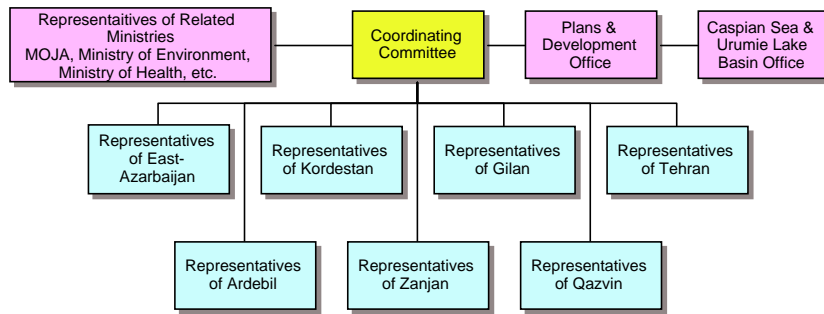 Representaitives of Related
Ministries
MOJA, Ministry of Environment,
Ministry of Health, etc.
Coordinating
Committee
Plans &
Development
Office
Caspian Sea &
Urumie Lake
Basin Office
Representatives
of East-
Azarbaijan
Representatives
of Kordestan
Representatives
of Gilan
Representatives
of Tehran
Representatives
of Ardebil
Representatives
of Zanjan
Representatives
of Qazvin